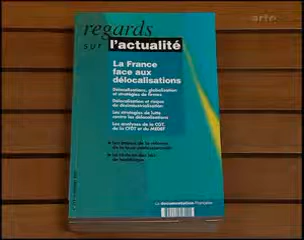 arte
regards
sur l'actualité
La France
face aux
délocalisations
Délocalisations, globalisation
et stratégies de firmes
Délocalisation et risque
de désindustrialisation
Les stratégies de lutte
contre les délocalisations
Les analyses de la CGT,
de la CFDT et du MEDEF
La documentation Française